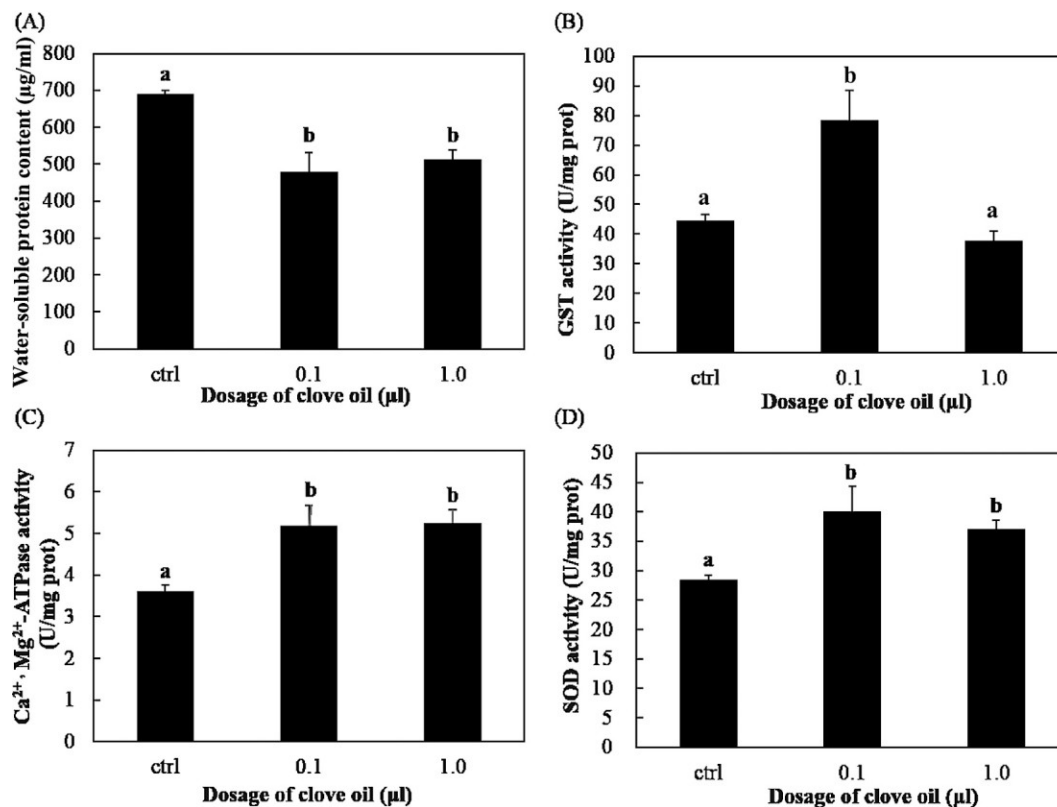 (A)
Water-soluble protein content (µg/ml)
800
700
600
500
400
300
200
100
0
a
b
b
ctrl
0.1
1.0
Dosage of clove oil (µl)
(B)
GST activity (U/mg prot)
100
90
80
70
60
50
40
30
20
10
0
a
b
a
ctrl
0.1
1.0
Dosage of clove oil (µl)
(C)
Ca²⁺, Mg²⁺-ATPase activity
(U/mg prot)
7
6
5
4
3
2
1
0
a
b
b
ctrl
0.1
1.0
Dosage of clove oil (µl)
(D)
SOD activity (U/mg prot)
50
45
40
35
30
25
20
15
10
5
0
a
b
b
ctrl
0.1
1.0
Dosage of clove oil (µl)